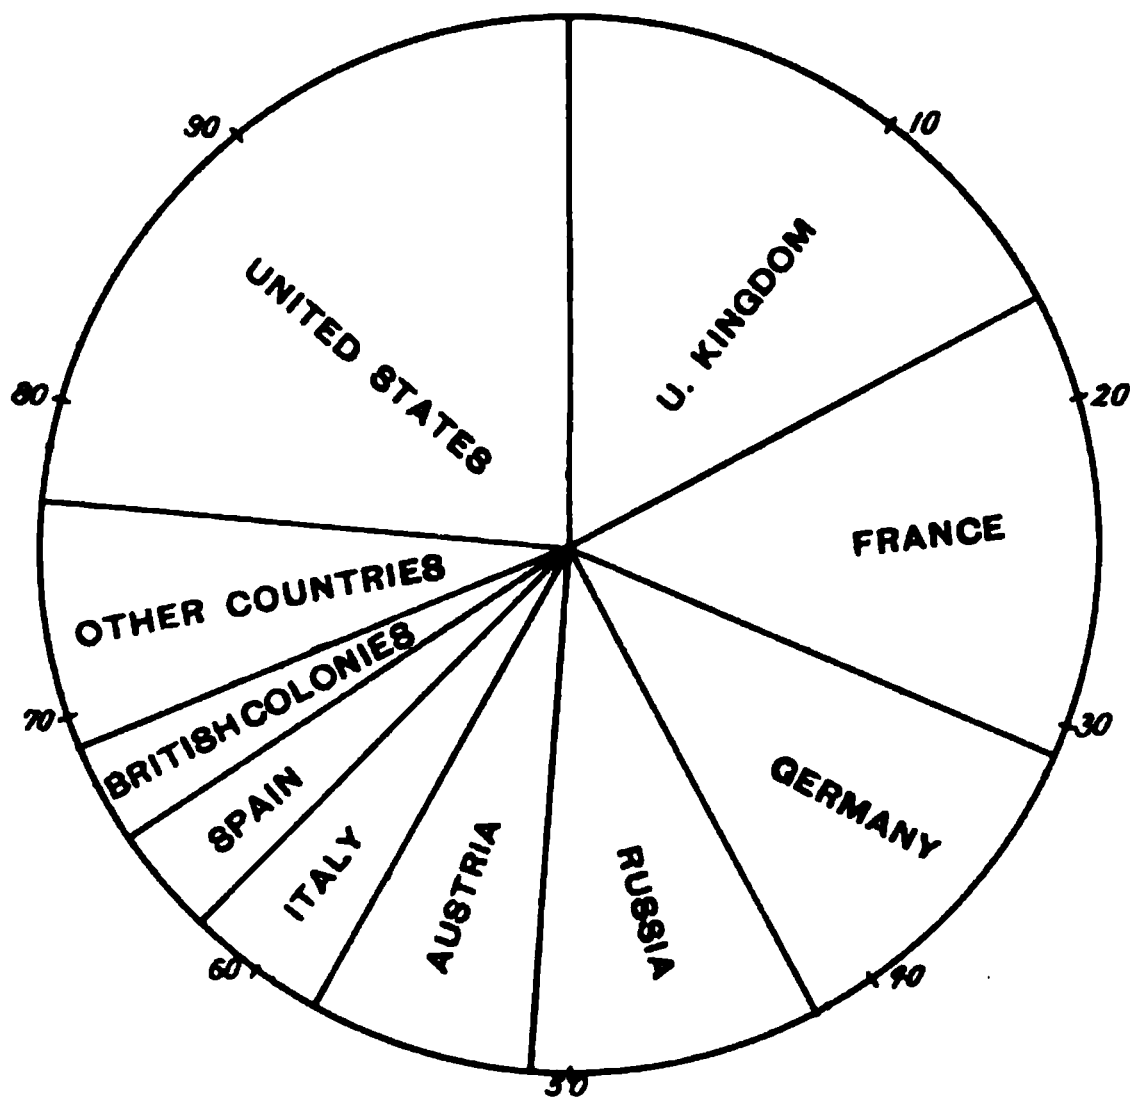 10
U. KINGDOM
20
FRANCE
30
GERMANY
40
RUSSIA
50
AUSTRIA
60
ITALY
SPAIN
BRITISH COLONIES
70
OTHER COUNTRIES
80
UNITED STATES
90